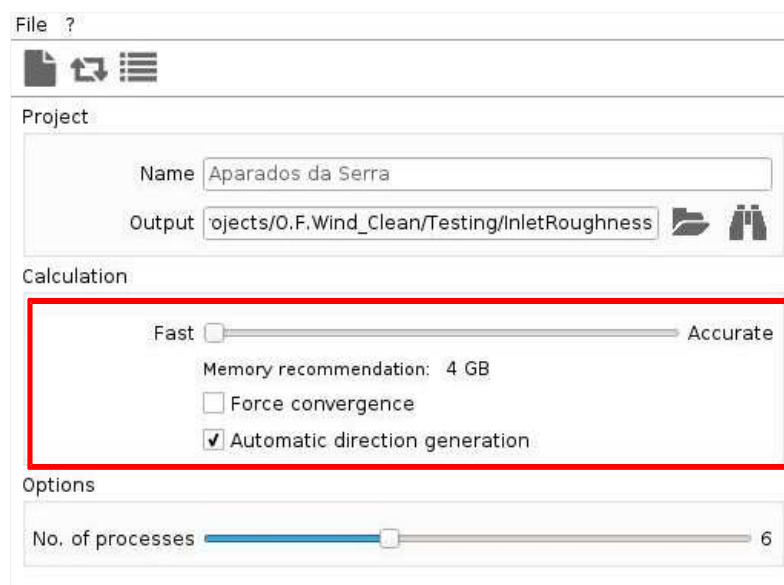 File ?
Project
Name Aparados da Serra
Output rojects/O.F.Wind_Clean/Testing/InletRoughness
Calculation
Fast Accurate
Memory recommendation: 4 GB
Force convergence
Automatic direction generation
Options
No. of processes 6